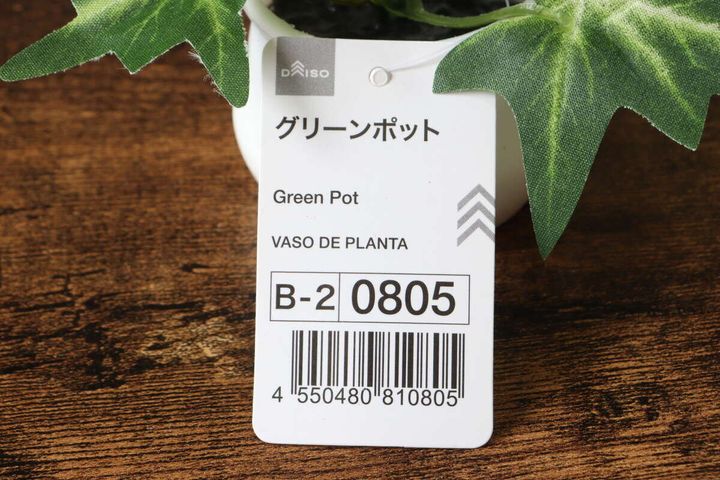 DAISO
グリーンポット
Green Pot
VASO DE PLANTA
B-2 0805
4 550480 810805